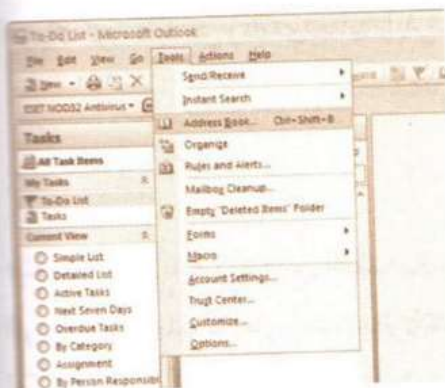 To-Do List - Microsoft Outlook
File Edit View Go Tools Actions Help
New
ESET NOD32 Antivirus
Tasks
All Task Items
My Tasks
To-Do List
Tasks
Current View
Simple List
Detailed List
Active Tasks
Next Seven Days
Overdue Tasks
By Category
Assignment
By Person Responsible
Send/Receive
Instant Search
Address Book... Ctrl+Shift+B
Organize
Rules and Alerts...
Mailbox Cleanup...
Empty "Deleted Items" Folder
Forms
Macro
Account Settings...
Trust Center...
Customize...
Options...